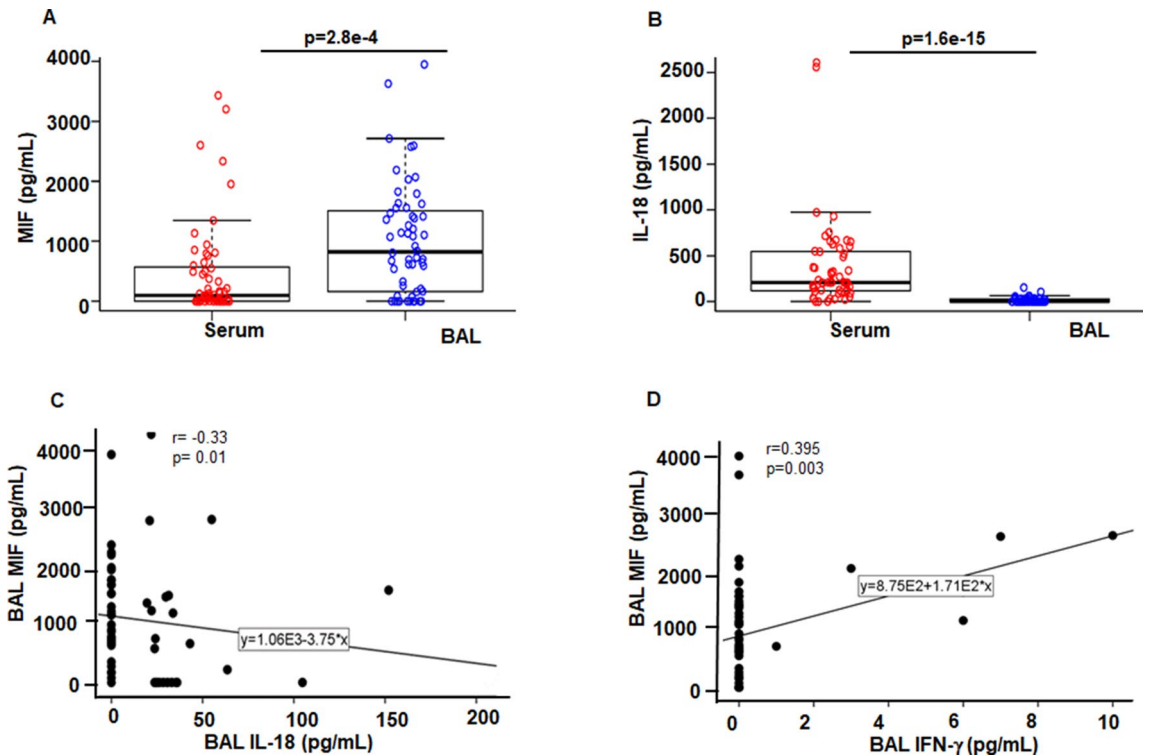 A
p=2.8e-4
MIF (pg/mL)
4000
3000
2000
1000
0
Serum
BAL
B
p=1.6e-15
IL-18 (pg/mL)
2500
2000
1500
1000
500
0
Serum
BAL
C
r= -0.33
p= 0.01
BAL MIF (pg/mL)
4000
3000
2000
1000
0
y=1.06E3-3.75*x
0 50 100 150 200
BAL IL-18 (pg/mL)
D
r=0.395
p=0.003
BAL MIF (pg/mL)
4000
3000
2000
1000
0
y=8.75E2+1.71E2*x
0 2 4 6 8 10
BAL IFN-γ (pg/mL)